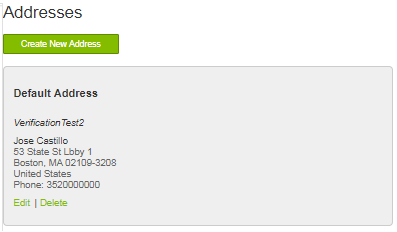 Addresses
Create New Address
Default Address
VerificationTest2
Jose Castillo
53 State St Lbby 1
Boston, MA 02109-3208
United States
Phone: 3520000000
Edit | Delete